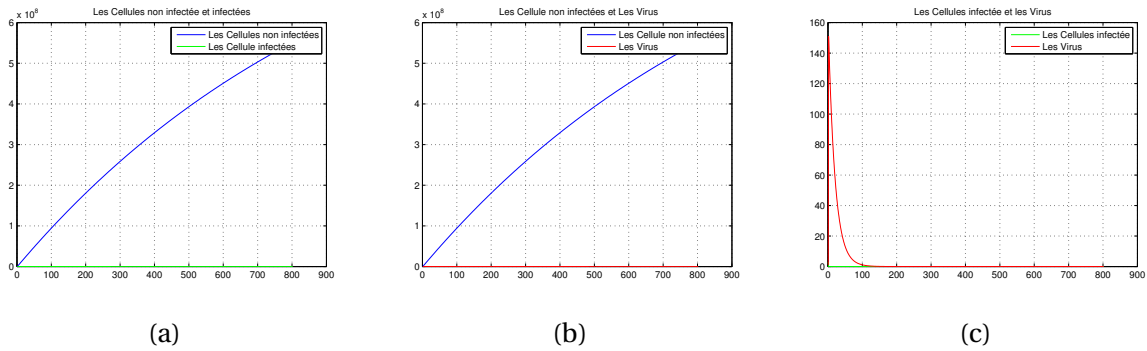 Les Cellules non infectée et infectées
x 10⁸
6
5
4
3
2
1
0
0 100 200 300 400 500 600 700 800 900
Les Cellules non infectées
Les Cellule infectées
(a)
Les Cellule non infectées et Les Virus
x 10⁸
6
5
4
3
2
1
0
0 100 200 300 400 500 600 700 800 900
Les Cellule non infectées
Les Virus
(b)
Les Cellules infectée et les Virus
160
140
120
100
80
60
40
20
0
0 100 200 300 400 500 600 700 800 900
Les Cellules infectée
Les Virus
(c)